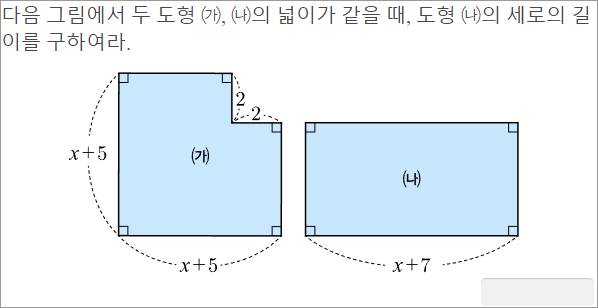 다음 그림에서 두 도형 ㈎, ㈏의 넓이가 같을 때, 도형 ㈏의 세로의 길
이를 구하여라.
2
2
x+5
㈎
㈏
x+5
x+7